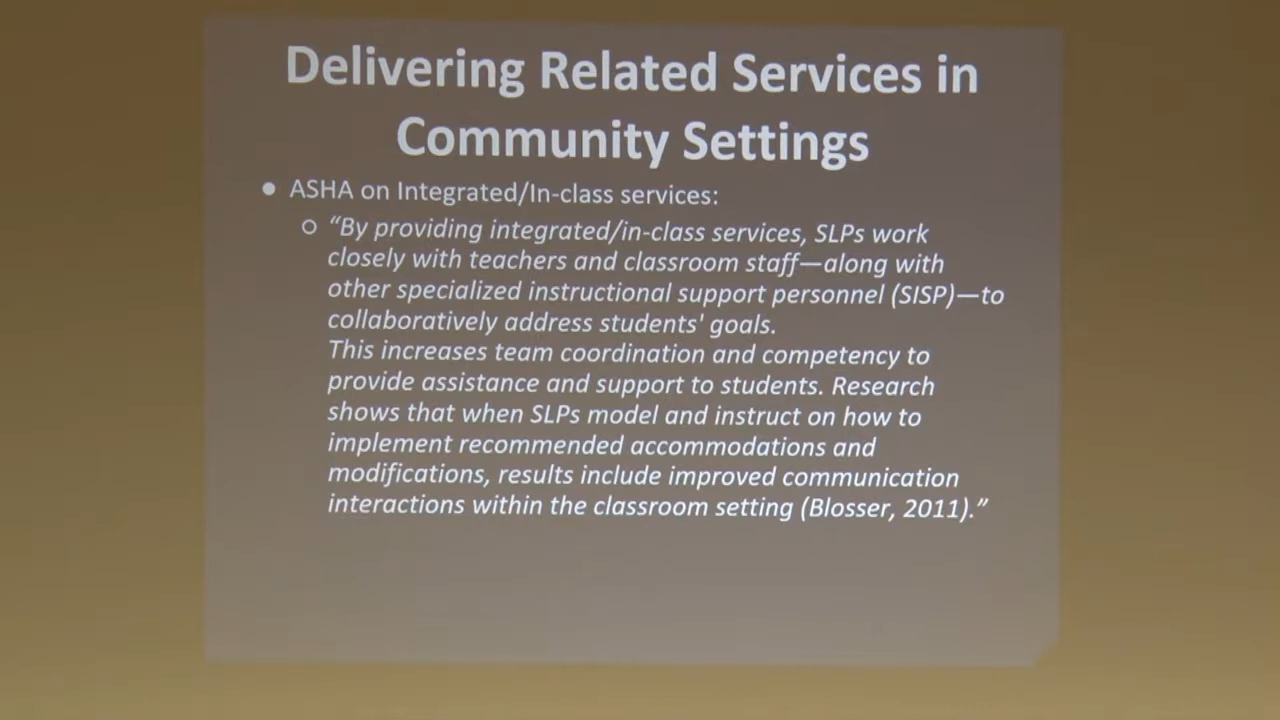 Delivering Related Services in
Community Settings
● ASHA on Integrated/In-class services:
○ “By providing integrated/in-class services, SLPs work
closely with teachers and classroom staff—along with
other specialized instructional support personnel (SISP)—to
collaboratively address students' goals.
This increases team coordination and competency to
provide assistance and support to students. Research
shows that when SLPs model and instruct on how to
implement recommended accommodations and
modifications, results include improved communication
interactions within the classroom setting (Blosser, 2011).”